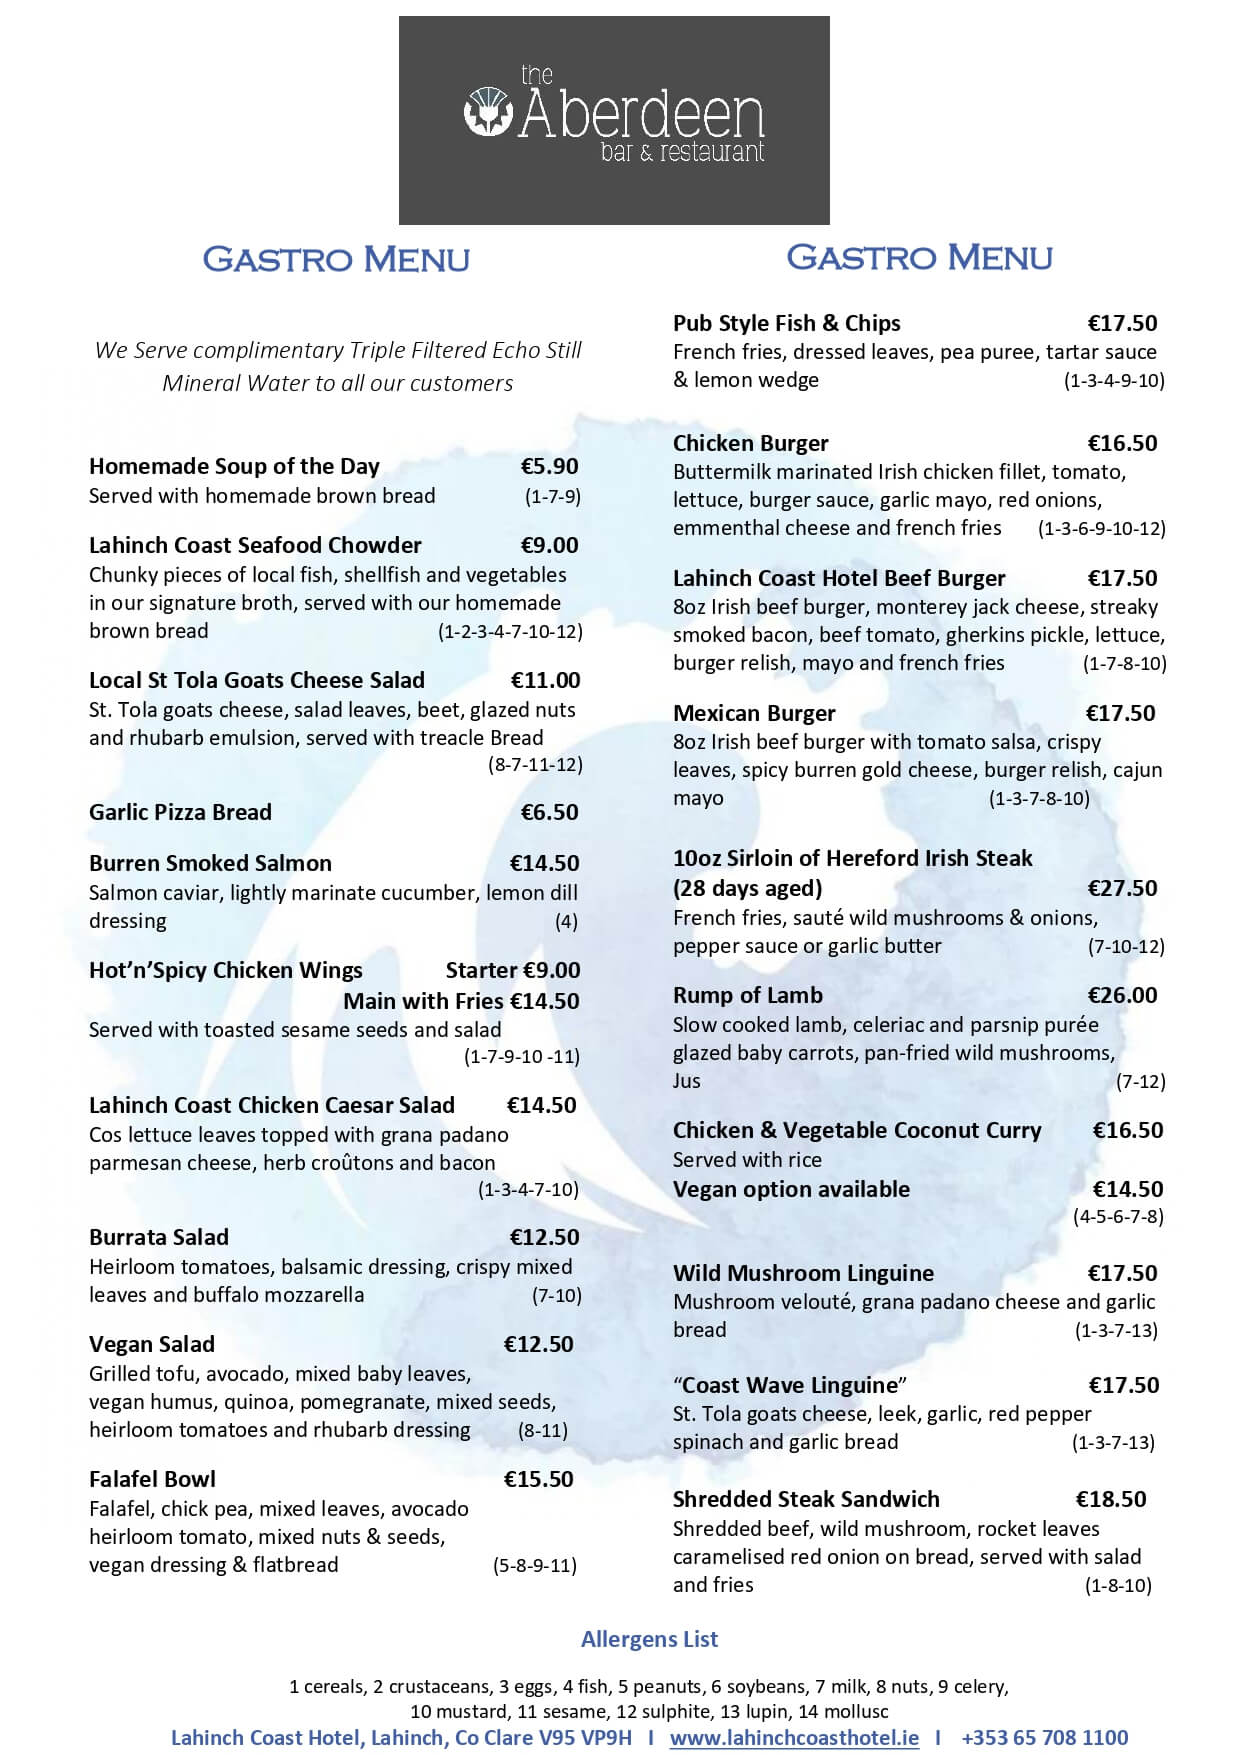 the
Aberdeen
bar & restaurant
Gastro Menu
We Serve complimentary Triple Filtered Echo Still
Mineral Water to all our customers
Homemade Soup of the Day €5.90
Served with homemade brown bread (1-7-9)
Lahinch Coast Seafood Chowder €9.00
Chunky pieces of local fish, shellfish and vegetables
in our signature broth, served with our homemade
brown bread (1-2-3-4-7-10-12)
Local St Tola Goats Cheese Salad €11.00
St. Tola goats cheese, salad leaves, beet, glazed nuts
and rhubarb emulsion, served with treacle Bread
(8-7-11-12)
Garlic Pizza Bread €6.50
Burren Smoked Salmon €14.50
Salmon caviar, lightly marinate cucumber, lemon dill
dressing (4)
Hot’n’Spicy Chicken Wings Starter €9.00
Main with Fries €14.50
Served with toasted sesame seeds and salad
(1-7-9-10 -11)
Lahinch Coast Chicken Caesar Salad €14.50
Cos lettuce leaves topped with grana padano
parmesan cheese, herb croûtons and bacon
(1-3-4-7-10)
Burrata Salad €12.50
Heirloom tomatoes, balsamic dressing, crispy mixed
leaves and buffalo mozzarella (7-10)
Vegan Salad €12.50
Grilled tofu, avocado, mixed baby leaves,
vegan humus, quinoa, pomegranate, mixed seeds,
heirloom tomatoes and rhubarb dressing (8-11)
Falafel Bowl €15.50
Falafel, chick pea, mixed leaves, avocado
heirloom tomato, mixed nuts & seeds,
vegan dressing & flatbread (5-8-9-11)
Gastro Menu
Pub Style Fish & Chips €17.50
French fries, dressed leaves, pea puree, tartar sauce
& lemon wedge (1-3-4-9-10)
Chicken Burger €16.50
Buttermilk marinated Irish chicken fillet, tomato,
lettuce, burger sauce, garlic mayo, red onions,
emmenthal cheese and french fries (1-3-6-9-10-12)
Lahinch Coast Hotel Beef Burger €17.50
8oz Irish beef burger, monterey jack cheese, streaky
smoked bacon, beef tomato, gherkins pickle, lettuce,
burger relish, mayo and french fries (1-7-8-10)
Mexican Burger €17.50
8oz Irish beef burger with tomato salsa, crispy
leaves, spicy burren gold cheese, burger relish, cajun
mayo (1-3-7-8-10)
10oz Sirloin of Hereford Irish Steak
(28 days aged) €27.50
French fries, sauté wild mushrooms & onions,
pepper sauce or garlic butter (7-10-12)
Rump of Lamb €26.00
Slow cooked lamb, celeriac and parsnip purée
glazed baby carrots, pan-fried wild mushrooms,
Jus (7-12)
Chicken & Vegetable Coconut Curry €16.50
Served with rice
Vegan option available €14.50
(4-5-6-7-8)
Wild Mushroom Linguine €17.50
Mushroom velouté, grana padano cheese and garlic
bread (1-3-7-13)
“Coast Wave Linguine” €17.50
St. Tola goats cheese, leek, garlic, red pepper
spinach and garlic bread (1-3-7-13)
Shredded Steak Sandwich €18.50
Shredded beef, wild mushroom, rocket leaves
caramelised red onion on bread, served with salad
and fries (1-8-10)
Allergens List
1 cereals, 2 crustaceans, 3 eggs, 4 fish, 5 peanuts, 6 soybeans, 7 milk, 8 nuts, 9 celery,
10 mustard, 11 sesame, 12 sulphite, 13 lupin, 14 mollusc
Lahinch Coast Hotel, Lahinch, Co Clare V95 VP9H I www.lahinchcoasthotel.ie I +353 65 708 1100